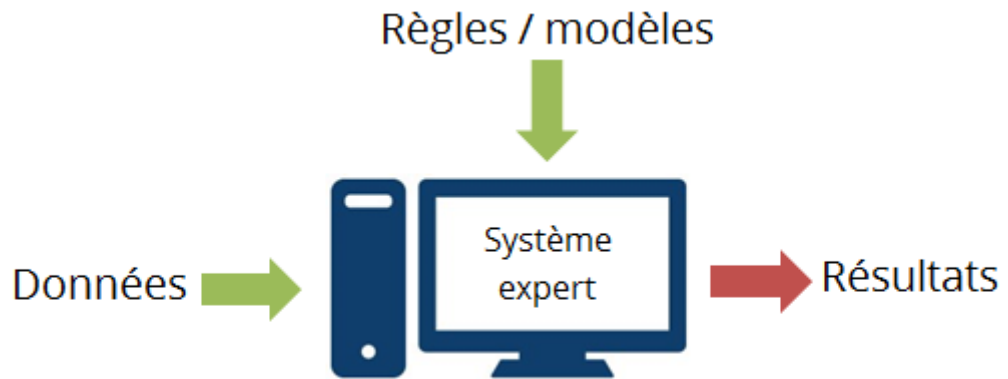 Règles / modèles
Système
expert
Données
Résultats